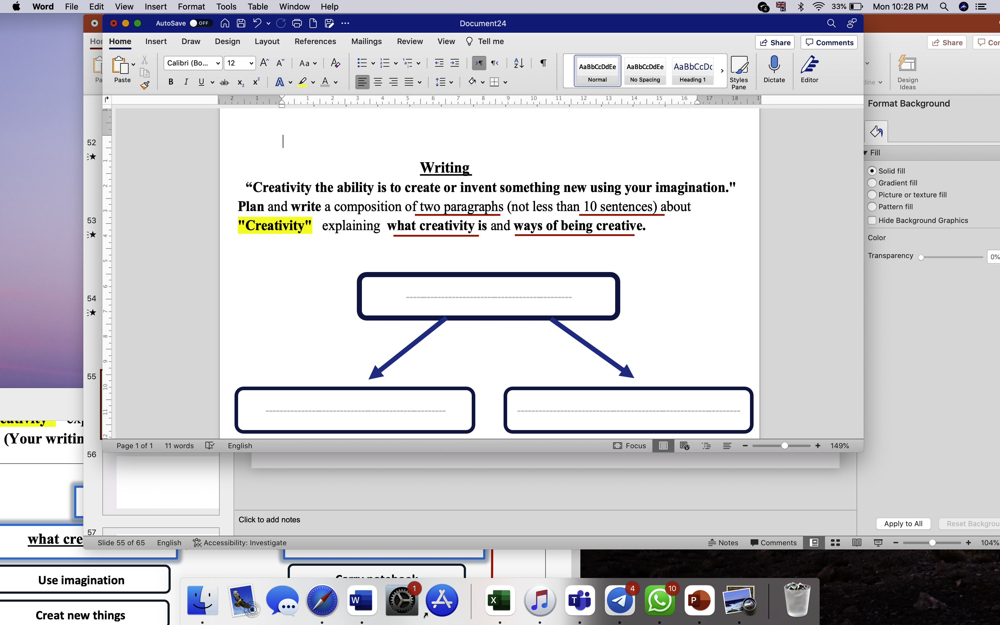 Word File Edit View Insert Format Tools Table Window Help 4 PC 33% Mon 10:28 PM
AutoSave OFF Document24
Home Insert Draw Design Layout References Mailings Review View Tell me Share Comments Share
Paste Calibri (Bo... 12 Aa AaBbCcDdEe Normal AaBbCcDdEe No Spacing AaBbCcDc Heading 1 Styles Pane Dictate Editor Design Ideas
2 1 1 2 3 4 5 6 7 8 9 10 11 12 13 14 15 16 17 18
Writing
“Creativity the ability is to create or invent something new using your imagination."
Plan and write a composition of two paragraphs (not less than 10 sentences) about
"Creativity" explaining what creativity is and ways of being creative.
Format Background
Fill
Solid fill
Gradient fill
Picture or texture fill
Pattern fill
Hide Background Graphics
Color
Transparency 0%
52
53
54
55
56
57
(Your writin
Page 1 of 1 11 words English Focus 149%
Click to add notes
Apply to All Reset Backgrou
Slide 55 of 65 English Accessibility: Investigate Notes Comments 104%
what cre
Use imagination
Carry notebook
Creat new things
1 4 10